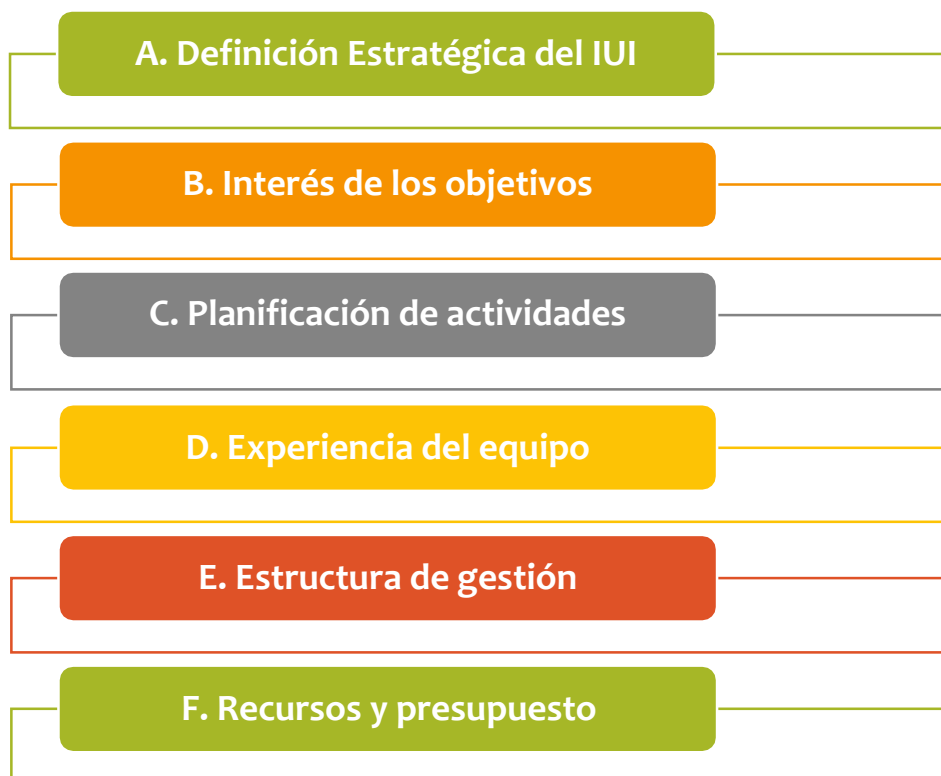 A. Definición Estratégica del IUI
B. Interés de los objetivos
C. Planificación de actividades
D. Experiencia del equipo
E. Estructura de gestión
F. Recursos y presupuesto